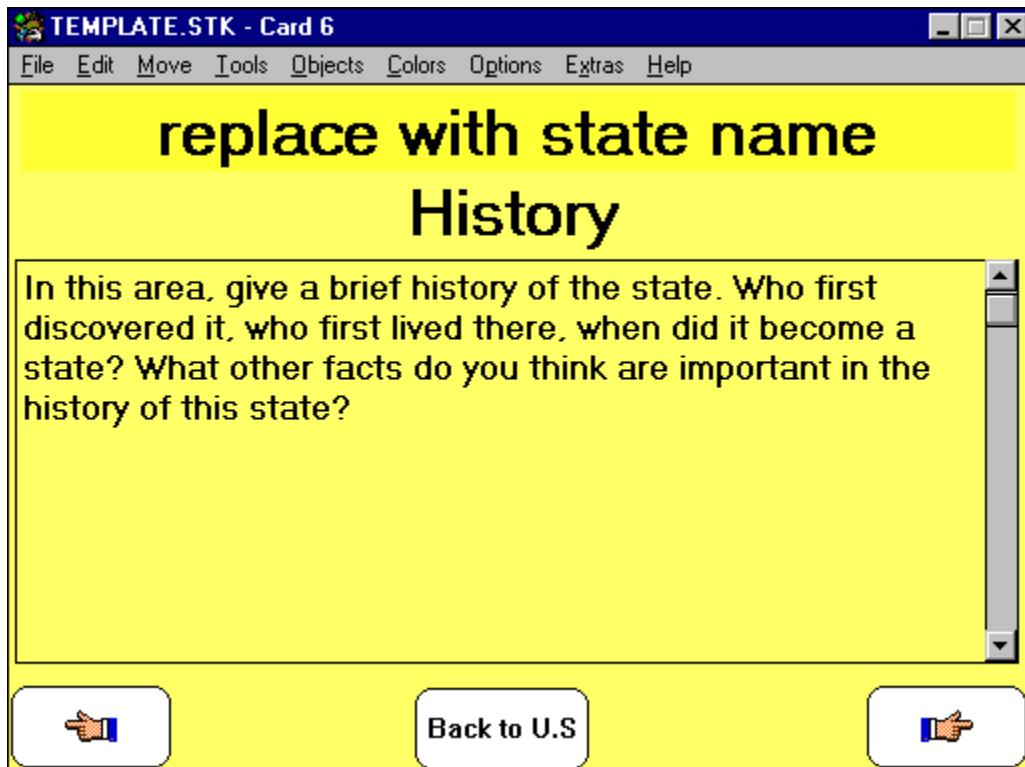 TEMPLATE.STK - Card 6
File Edit Move Tools Objects Colors Options Extras Help
replace with state name
History
In this area, give a brief history of the state. Who first
discovered it, who first lived there, when did it become a
state? What other facts do you think are important in the
history of this state?
Back to U.S